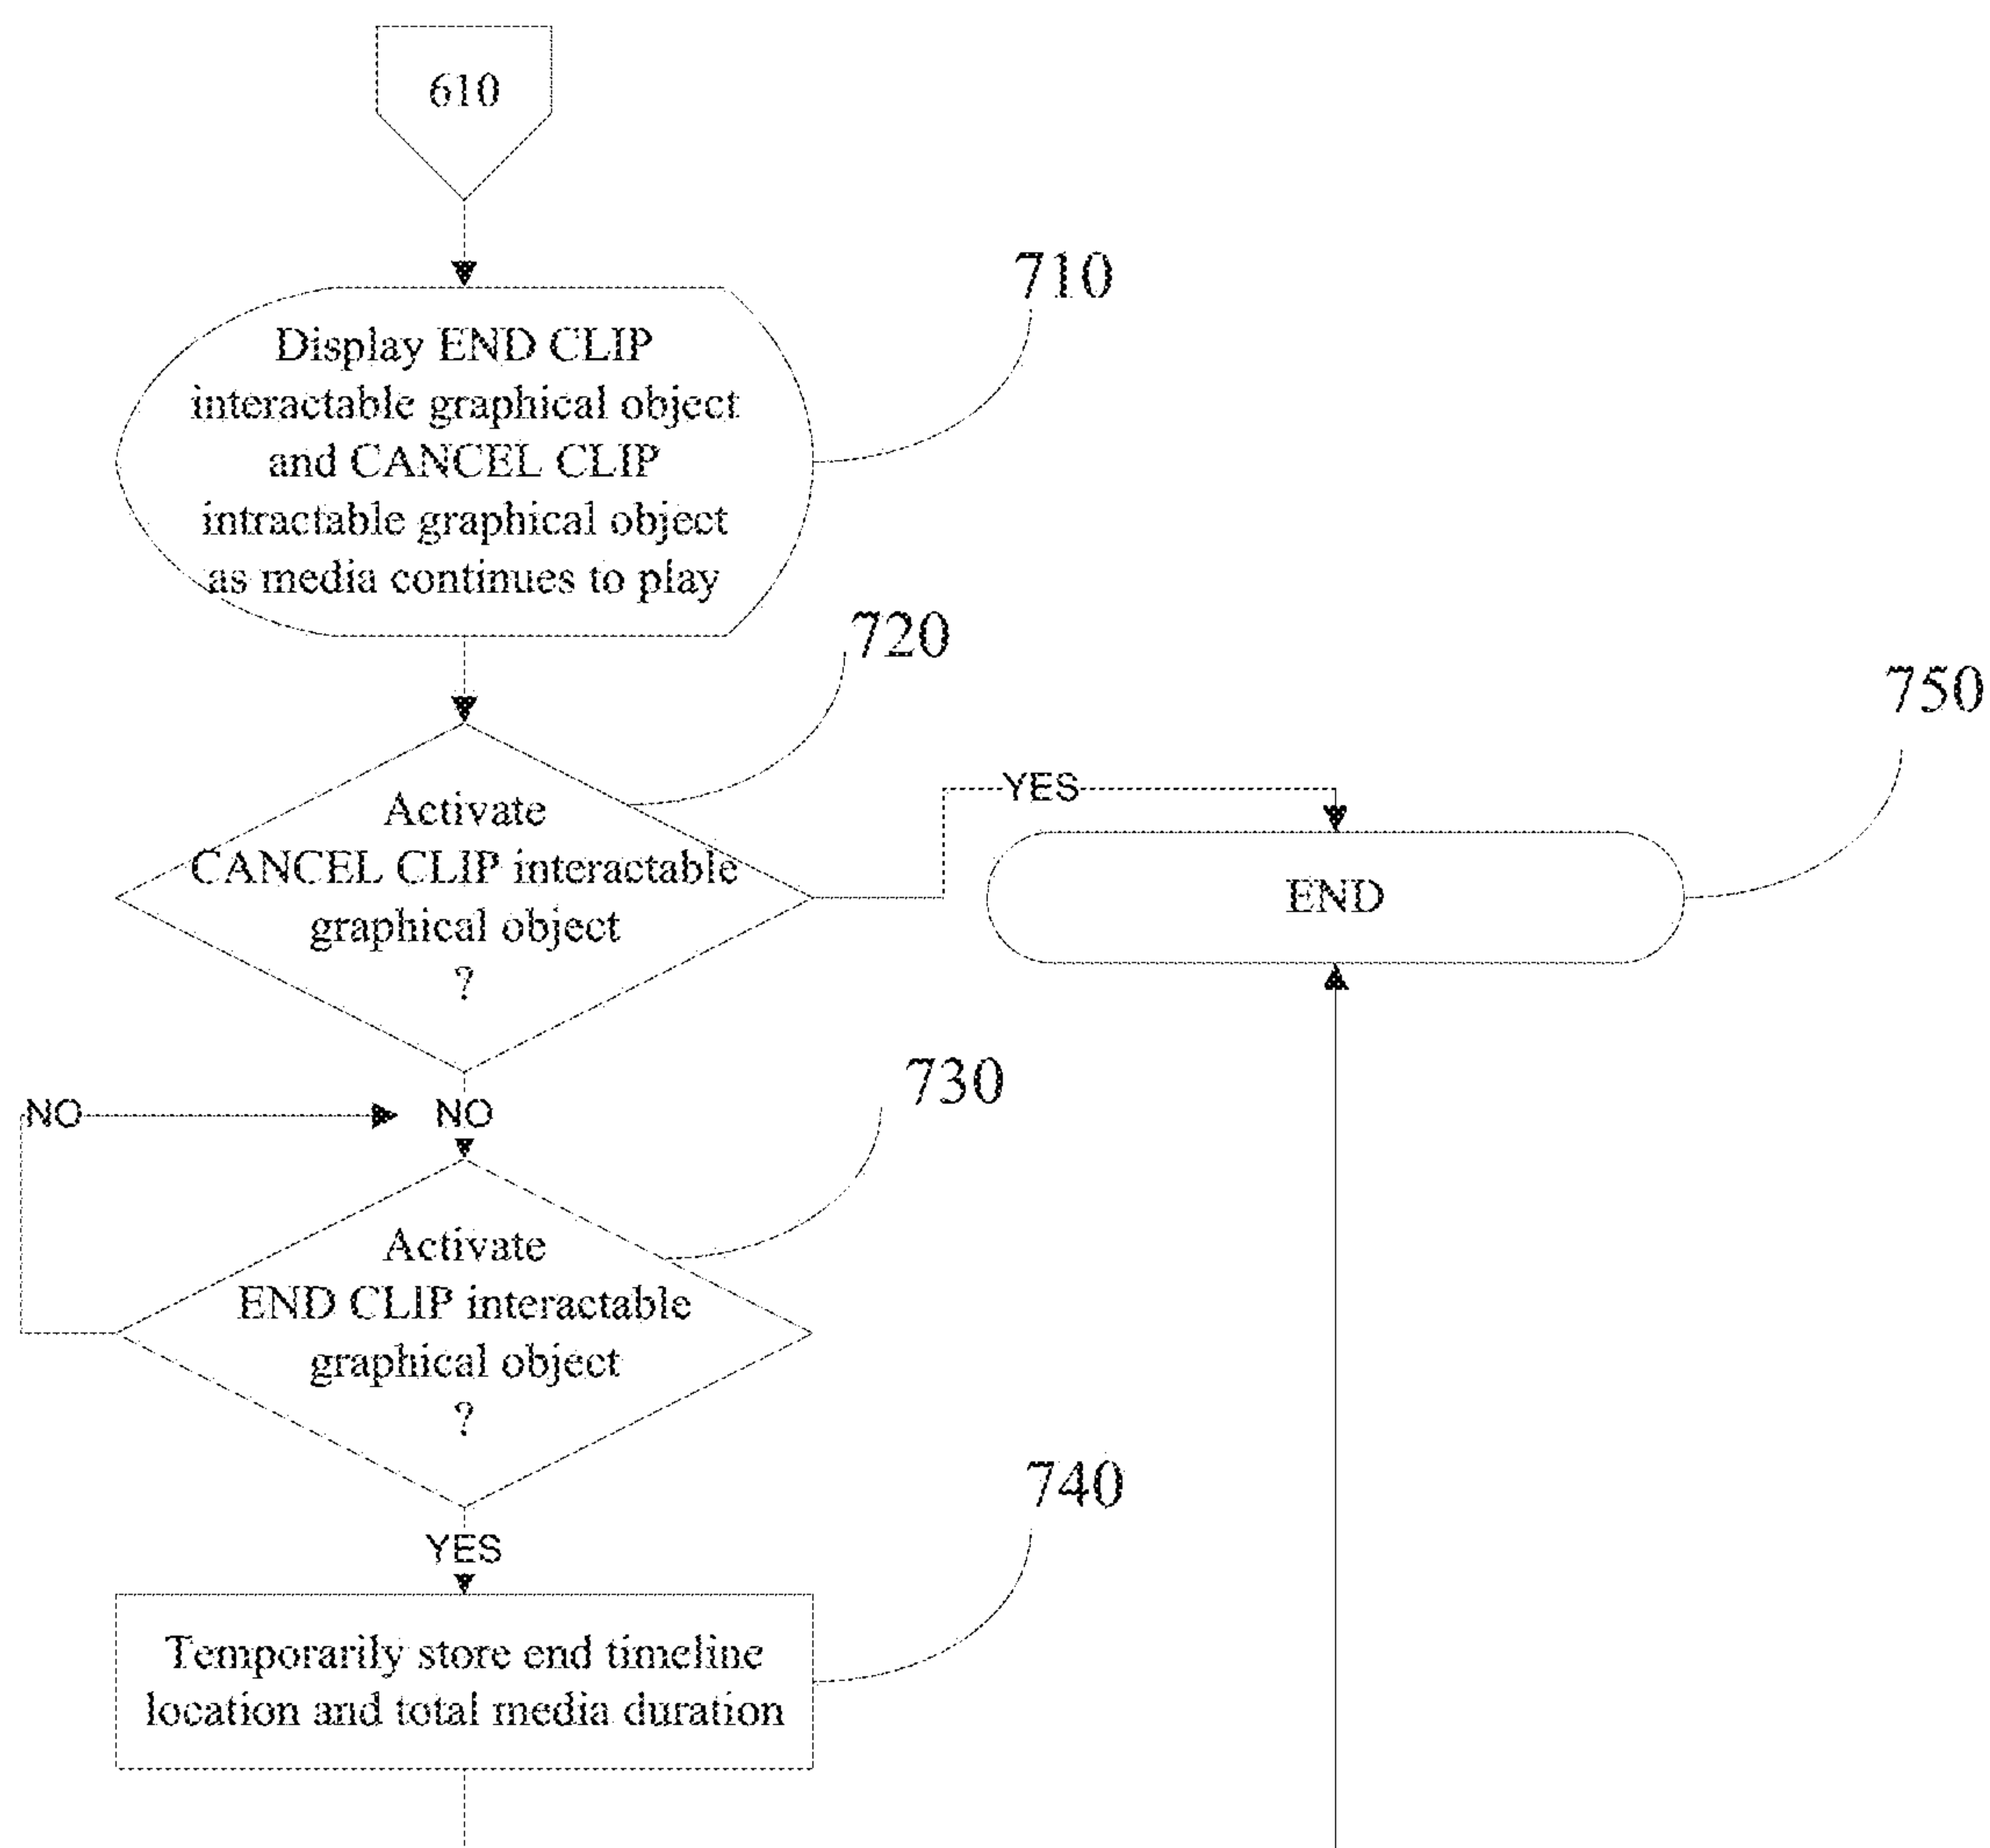 610
710
Display END CLIP
interactable graphical object
and CANCEL CLIP
intractable graphical object
as media continues to play
720
750
YES
Activate
CANCEL CLIP interactable
graphical object
?
END
730
NO
NO
Activate
END CLIP interactable
graphical object
?
740
YES
Temporarily store end timeline
location and total media duration